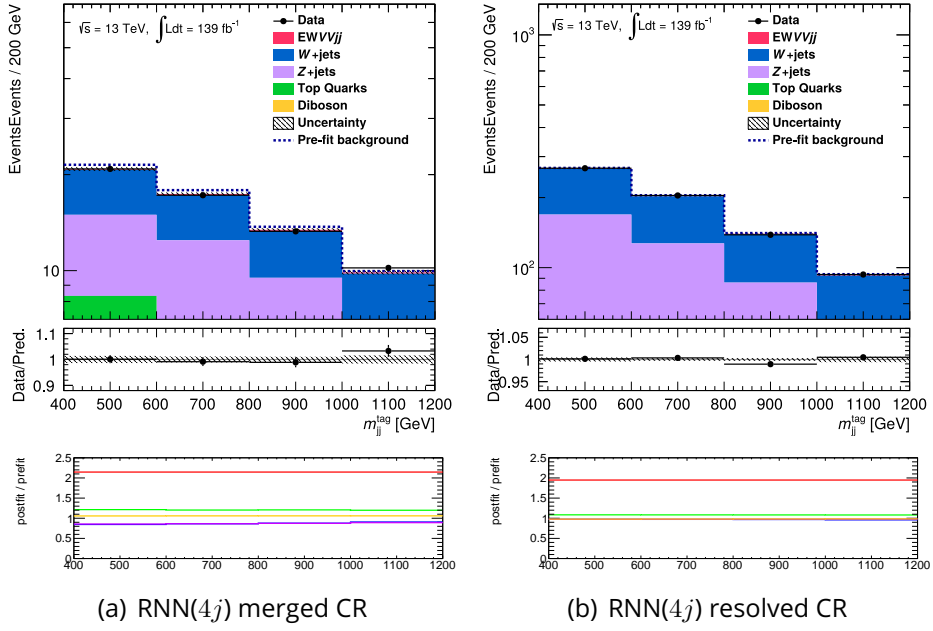 √s = 13 TeV, ∫Ldt = 139 fb⁻¹
Data
EWVVjj
W+jets
Z+jets
Top Quarks
Diboson
Uncertainty
Pre-fit background
EventsEvents / 200 GeV
10
Data/Pred.
1.1
1
0.9
400 500 600 700 800 900 1000 1100 1200
m_jj^tag [GeV]
postfit / prefit
2.5
2
1.5
1
0.5
0
400 500 600 700 800 900 1000 1100 1200
(a) RNN(4j) merged CR
√s = 13 TeV, ∫Ldt = 139 fb⁻¹
Data
EWVVjj
W+jets
Z+jets
Top Quarks
Diboson
Uncertainty
Pre-fit background
EventsEvents / 200 GeV
10³
10²
Data/Pred.
1.05
1
0.95
400 500 600 700 800 900 1000 1100 1200
m_jj^tag [GeV]
postfit / prefit
2.5
2
1.5
1
0.5
0
400 500 600 700 800 900 1000 1100 1200
(b) RNN(4j) resolved CR